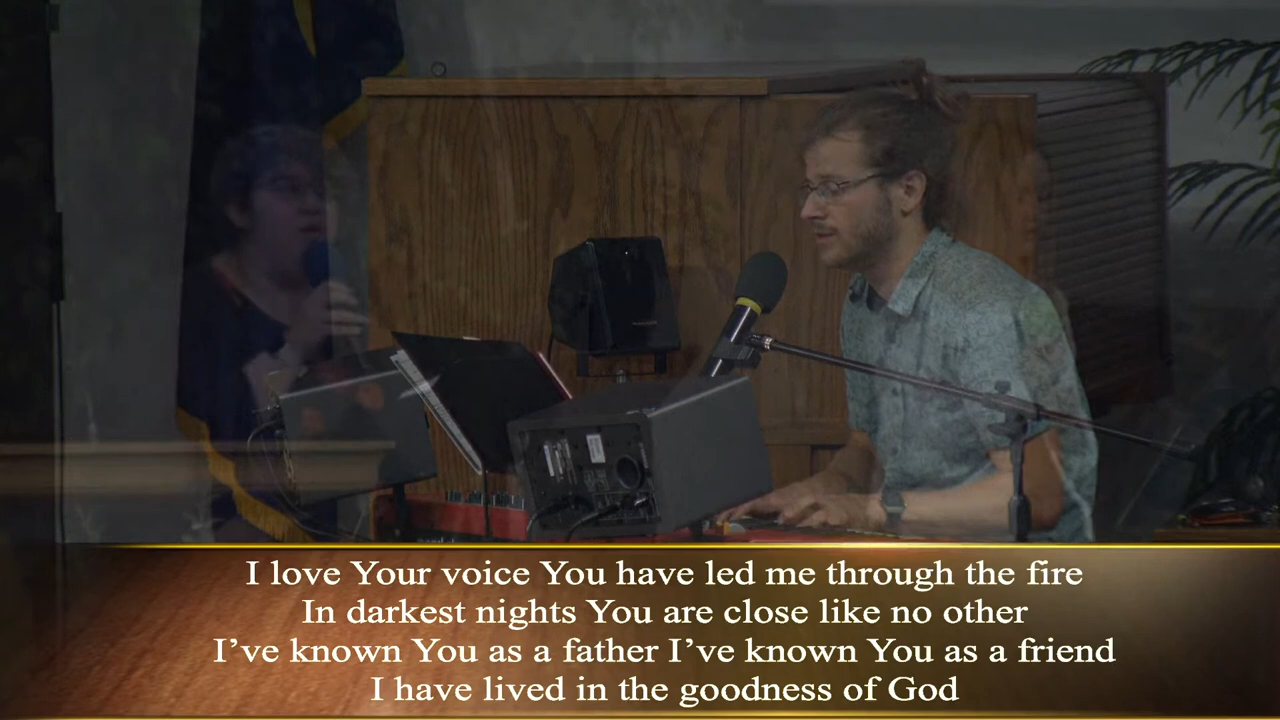 I love Your voice You have led me through the fire
In darkest nights You are close like no other
I’ve known You as a father I’ve known You as a friend
I have lived in the goodness of God